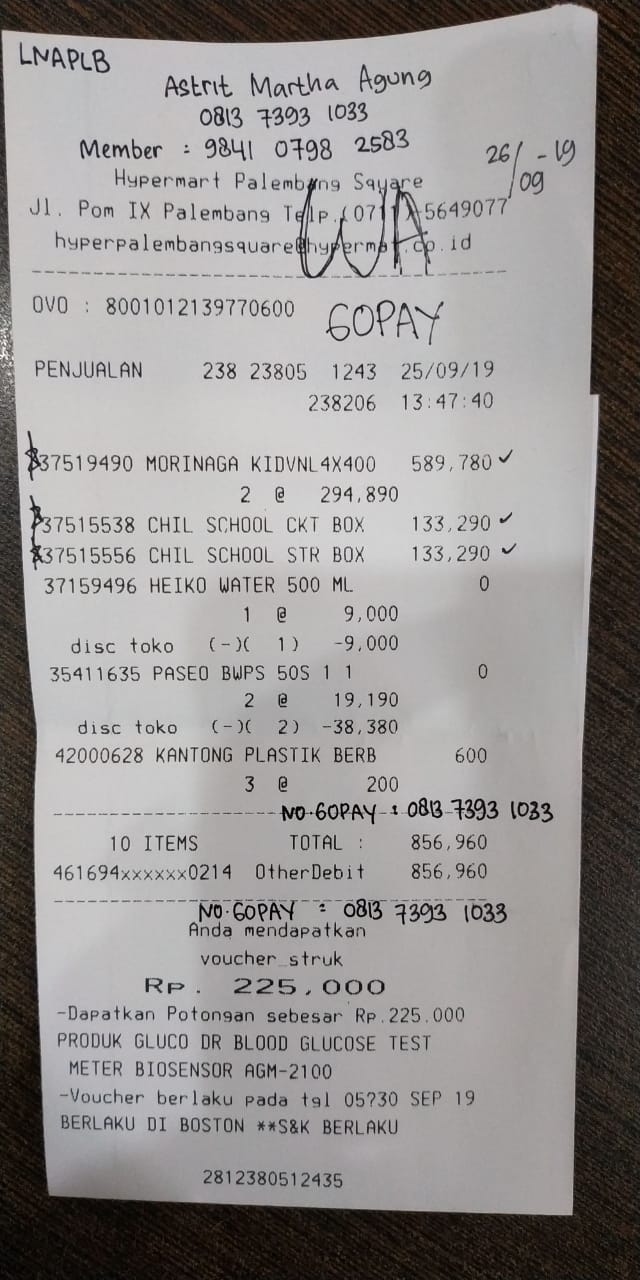 LNAPLB
Astrit Martha Agung
0813 7393 1033
Member : 9841 0798 2583
26/09-19
Hypermart Palembang Square
Jl. Pom IX Palembang Telp.(0711)5649077
hyperpalembangsquare@hypermat.co.id
WA
OVO : 8001012139770600
GOPAY
PENJUALAN 238 23805 1243 25/09/19
238206 13:47:40
37519490 MORINAGA KIDVNL4X400 589,780 ✓
2 @ 294,890
37515538 CHIL SCHOOL CKT BOX 133,290 ✓
37515556 CHIL SCHOOL STR BOX 133,290 ✓
37159496 HEIKO WATER 500 ML 0
1 @ 9,000
disc toko (-)( 1) -9,000
35411635 PASEO BWPS 50S 1 1 0
2 @ 19,190
disc toko (-)( 2) -38,380
42000628 KANTONG PLASTIK BERB 600
3 @ 200
NO.GOPAY : 0813 7393 1033
10 ITEMS TOTAL : 856,960
461694xxxxxx0214 OtherDebit 856,960
NO.GOPAY : 0813 7393 1033
Anda mendapatkan
voucher_struk
Rp. 225,000
-Dapatkan Potongan sebesar Rp.225.000
PRODUK GLUCO DR BLOOD GLUCOSE TEST
METER BIOSENSOR AGM-2100
-Voucher berlaku pada tgl 05?30 SEP 19
BERLAKU DI BOSTON **S&K BERLAKU
2812380512435